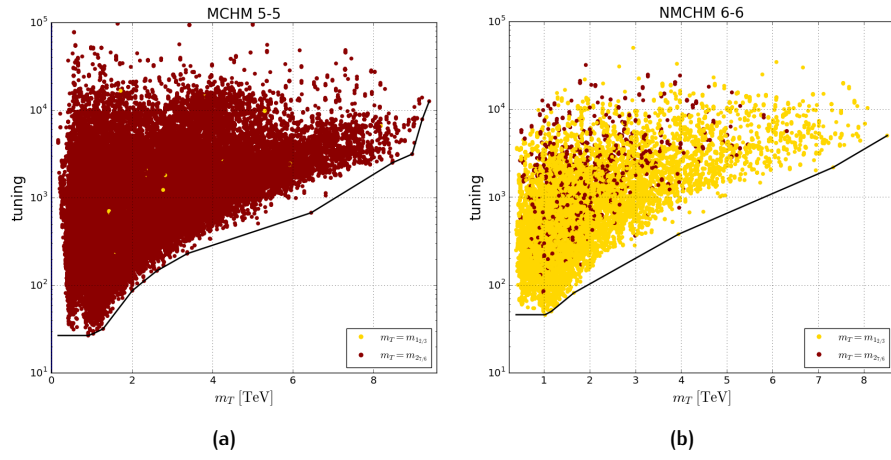 MCHM 5-5
10^5
10^4
10^3
10^2
10^1
tuning
0 2 4 6 8
m_T [TeV]
m_T = m_{1_{2/3}}
m_T = m_{2_{7/6}}
(a)
NMCHM 6-6
10^5
10^4
10^3
10^2
10^1
tuning
1 2 3 4 5 6 7 8
m_T [TeV]
m_T = m_{1_{2/3}}
m_T = m_{2_{7/6}}
(b)